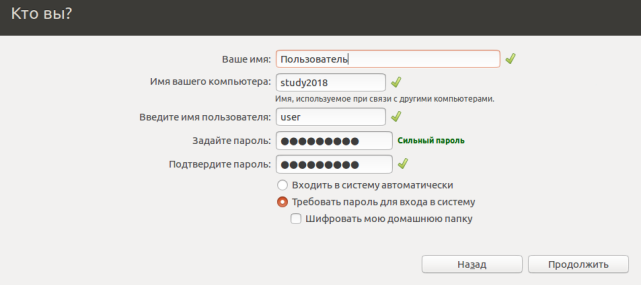 Кто вы?
Ваше имя: Пользователь
Имя вашего компьютера: study2018
Имя, используемое при связи с другими компьютерами.
Введите имя пользователя: user
Задайте пароль: ●●●●●●●●● Сильный пароль
Подтвердите пароль: ●●●●●●●●●
Входить в систему автоматически
Требовать пароль для входа в систему
Шифровать мою домашнюю папку
Назад Продолжить